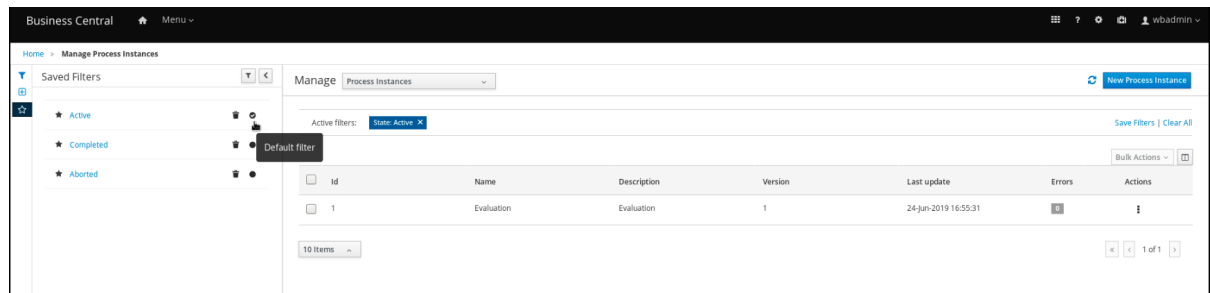 Business Central Menu ? wbadmin
Home » Manage Process Instances
Saved Filters
Active
Completed
Aborted
Default filter
Manage Process Instances New Process Instance
Active filters: State: Active X Save Filters | Clear All
Bulk Actions
Id Name Description Version Last update Errors Actions
1 Evaluation Evaluation 1 24-Jun-2019 16:55:31 0
10 Items « ‹ 1 of 1 ›